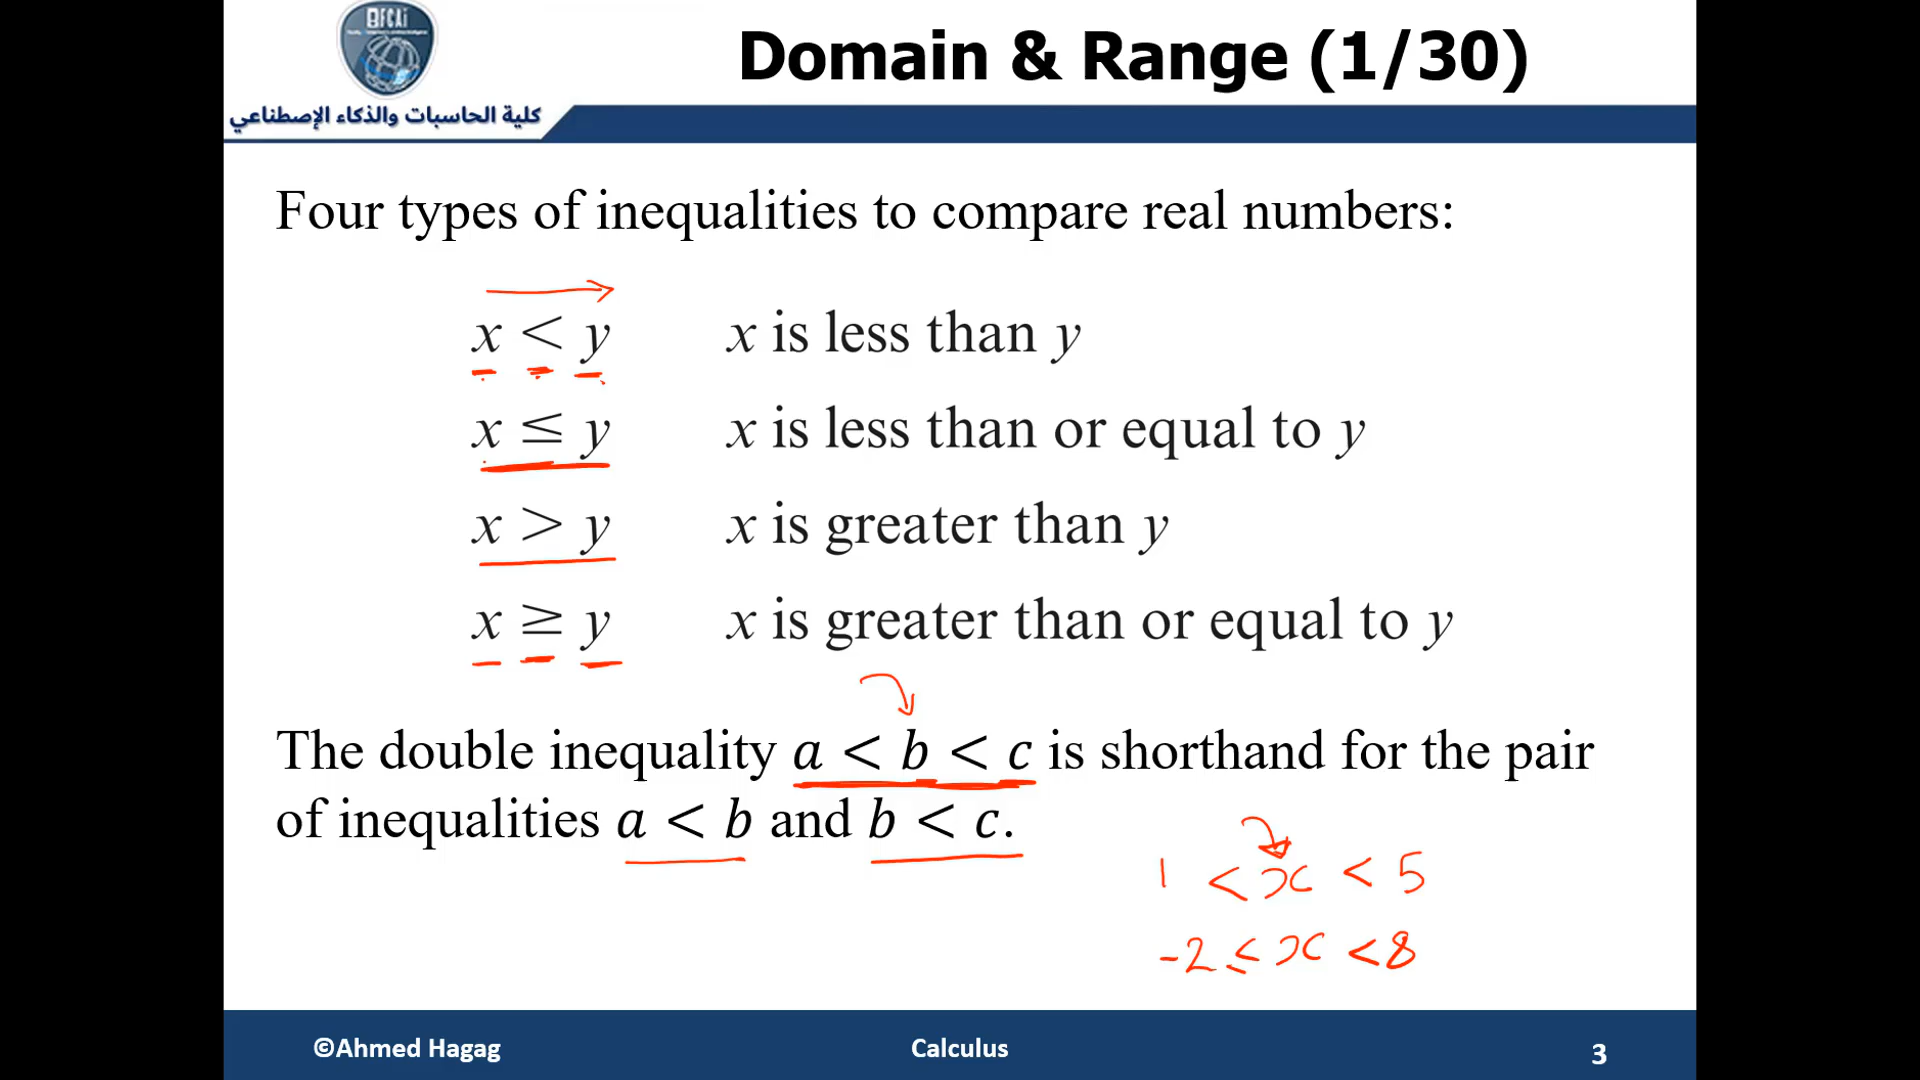 BFCAi
كلية الحاسبات والذكاء الإصطناعي
Domain & Range (1/30)
Four types of inequalities to compare real numbers:
x < y x is less than y
x ≤ y x is less than or equal to y
x > y x is greater than y
x ≥ y x is greater than or equal to y
The double inequality a < b < c is shorthand for the pair
of inequalities a < b and b < c.
1 < x < 5
-2 ≤ x < 8
©Ahmed Hagag Calculus 3